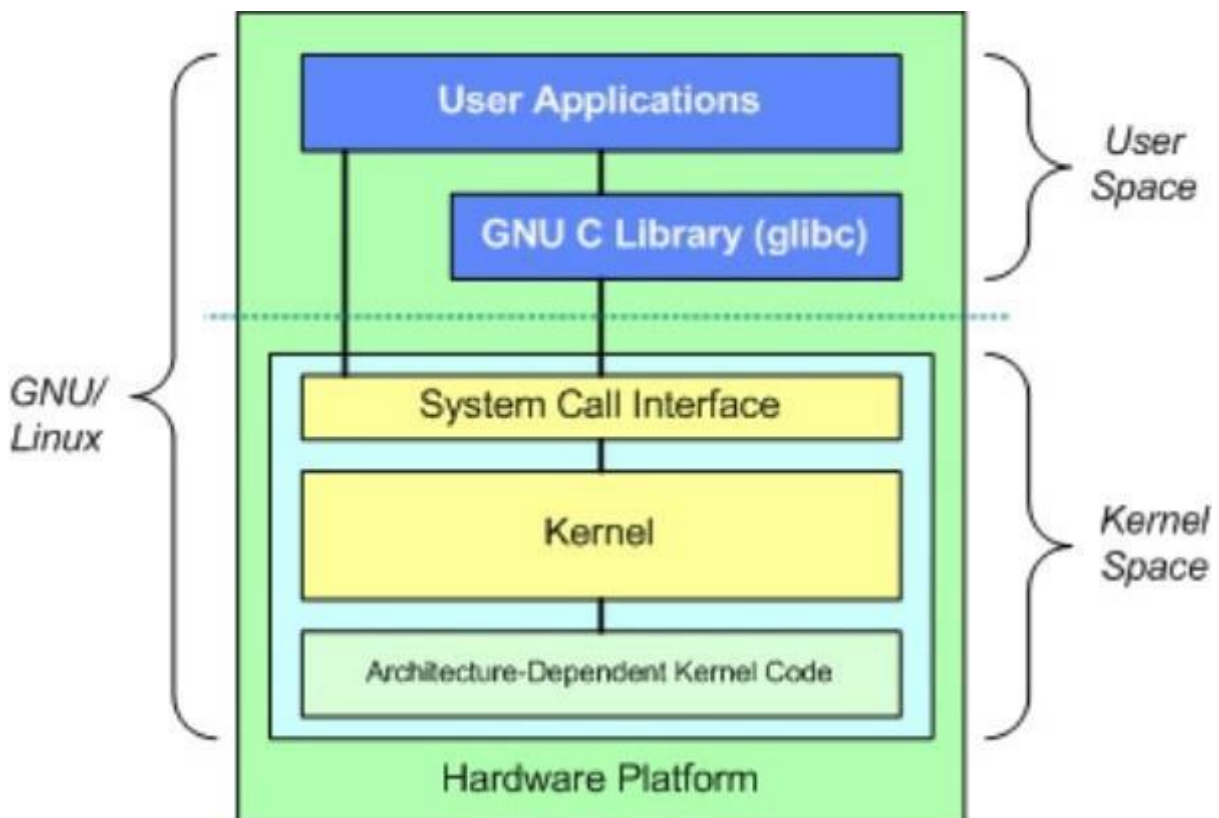 User Applications
User
Space
GNU C Library (glibc)
GNU/
Linux
System Call Interface
Kernel
Kernel
Space
Architecture-Dependent Kernel Code
Hardware Platform